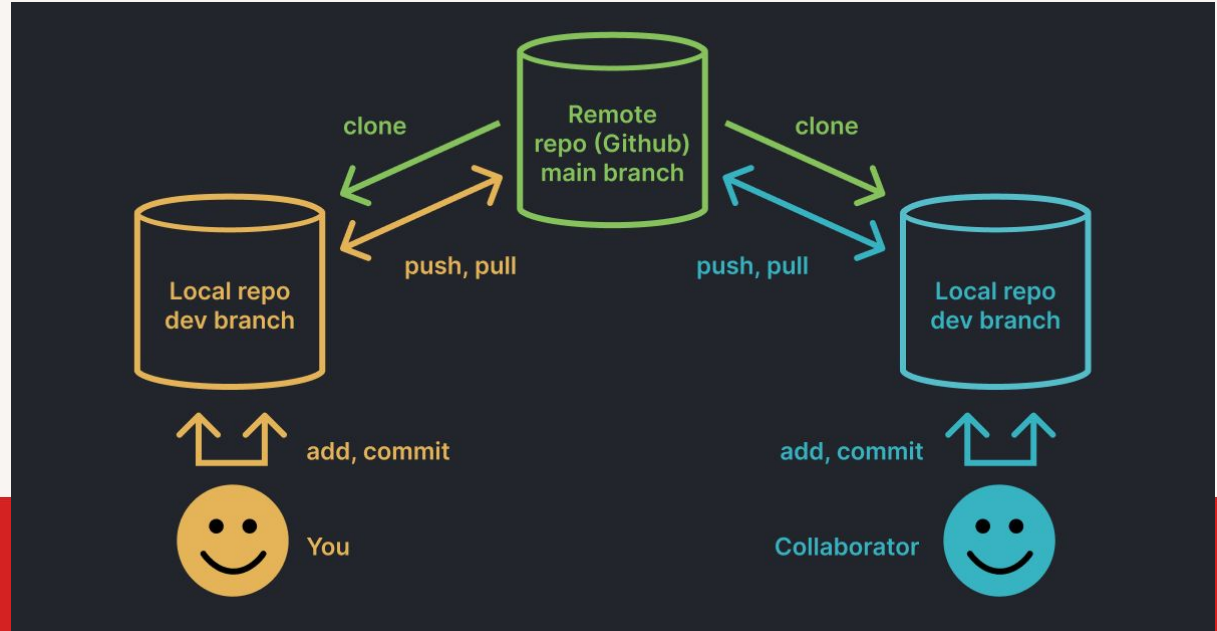 Remote
repo (Github)
main branch
clone
clone
push, pull
push, pull
Local repo
dev branch
Local repo
dev branch
add, commit
add, commit
You
Collaborator